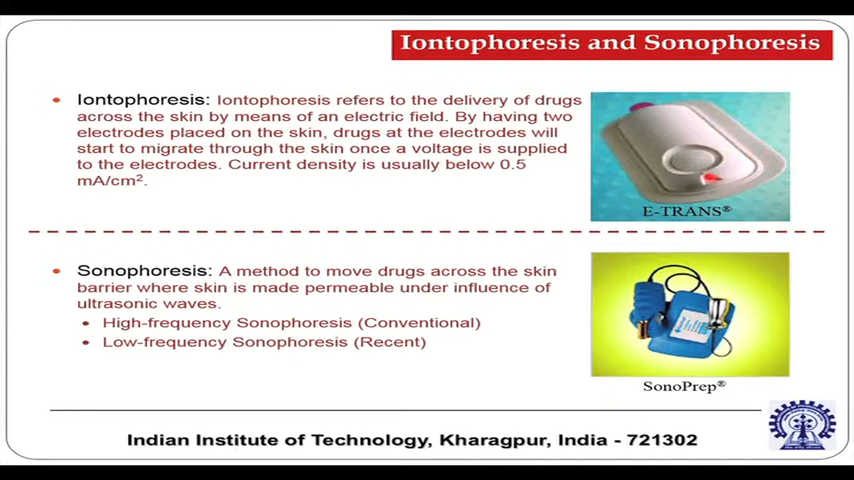 Iontophoresis and Sonophoresis
• Iontophoresis: Iontophoresis refers to the delivery of drugs
across the skin by means of an electric field. By having two
electrodes placed on the skin, drugs at the electrodes will
start to migrate through the skin once a voltage is supplied
to the electrodes. Current density is usually below 0.5
mA/cm².
E-TRANS®
• Sonophoresis: A method to move drugs across the skin
barrier where skin is made permeable under influence of
ultrasonic waves.
• High-frequency Sonophoresis (Conventional)
• Low-frequency Sonophoresis (Recent)
SonoPrep®
Indian Institute of Technology, Kharagpur, India - 721302